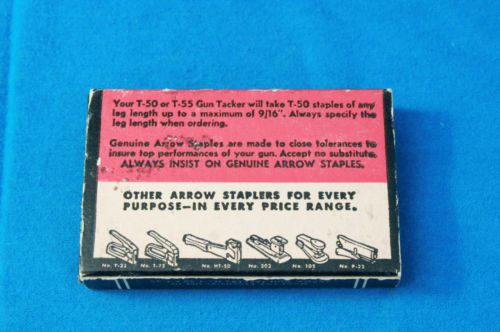 Your T-50 or T-55 Gun Tacker will take T-50 staples of any
leg length up to a maximum of 9/16". Always specify the
leg length when ordering.
Genuine Arrow Staples are made to close tolerances to
insure top performances of your gun. Accept no substitute.
ALWAYS INSIST ON GENUINE ARROW STAPLES.
OTHER ARROW STAPLERS FOR EVERY
PURPOSE—IN EVERY PRICE RANGE.
No. T-32 No. T-12 No. HT-50 No. 202 No. 105 No. P-22